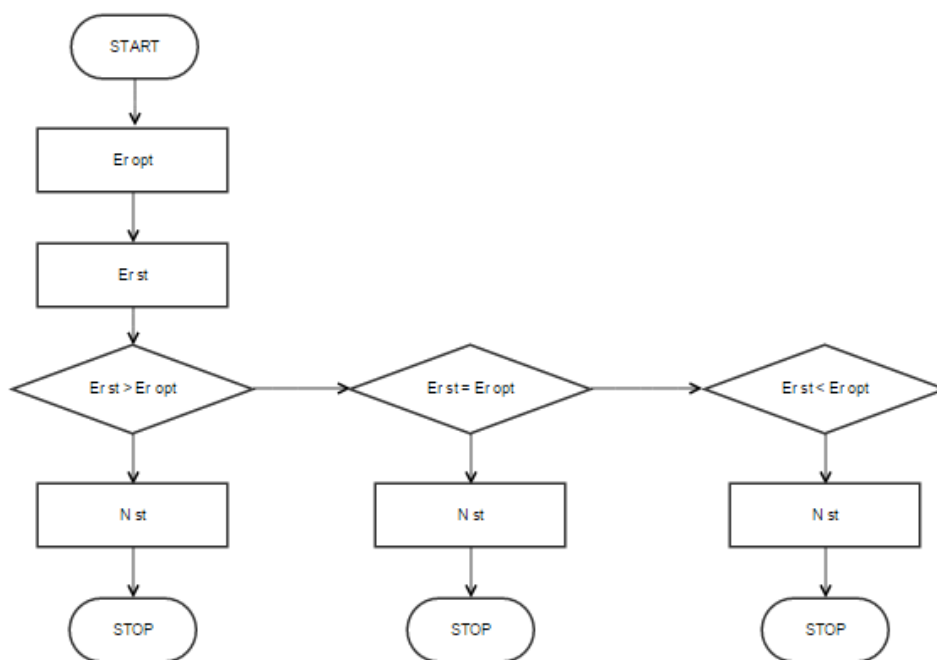 START
Er opt
Er st
Er st > Er opt
Er st = Er opt
Er st < Er opt
N st
N st
N st
STOP
STOP
STOP